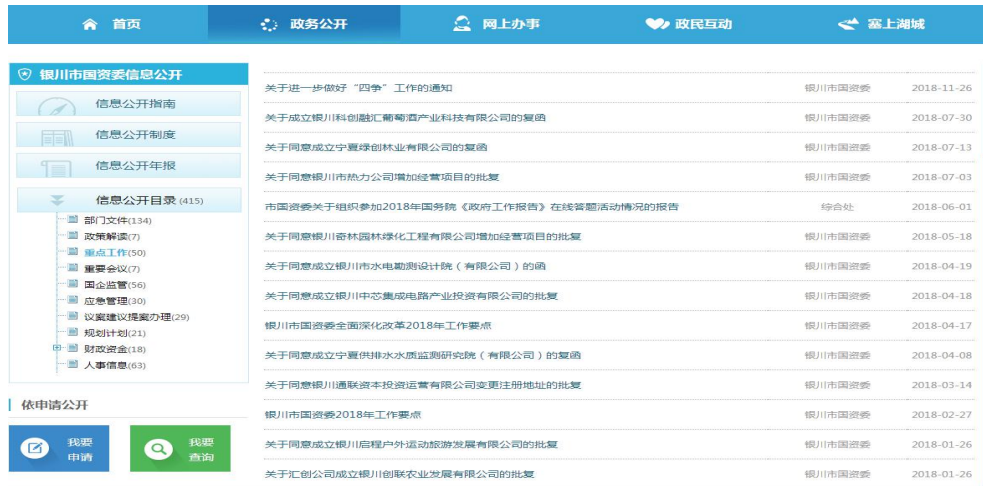 首页 政务公开 网上办事 政民互动 塞上湖城
银川市国资委信息公开
信息公开指南
信息公开制度
信息公开年报
信息公开目录 (415)
部门文件(134)
政策解读(7)
重点工作(50)
重要会议(7)
国企监管(56)
应急管理(30)
议案建议提案办理(29)
规划计划(21)
财政资金(18)
人事信息(63)
依申请公开
我要
申请
我要
查询
关于进一步做好“四争”工作的通知 银川市国资委 2018-11-26
关于成立银川科创融汇葡萄酒产业科技有限公司的复函 银川市国资委 2018-07-30
关于同意成立宁夏绿创林业有限公司的复函 银川市国资委 2018-07-13
关于同意银川市热力公司增加经营项目的批复 银川市国资委 2018-07-03
市国资委关于组织参加2018年国务院《政府工作报告》在线答题活动情况的报告 综合处 2018-06-01
关于同意银川奇林园林绿化工程有限公司增加经营项目的批复 银川市国资委 2018-05-18
关于同意成立银川市水电勘测设计院（有限公司）的函 银川市国资委 2018-04-19
关于同意成立银川中芯集成电路产业投资有限公司的批复 银川市国资委 2018-04-18
银川市国资委全面深化改革2018年工作要点 银川市国资委 2018-04-17
关于同意成立宁夏供排水水质监测研究院（有限公司）的复函 银川市国资委 2018-04-08
关于同意银川通联资本投资运营有限公司变更注册地址的批复 银川市国资委 2018-03-14
银川市国资委2018年工作要点 银川市国资委 2018-02-27
关于同意成立银川启程户外运动旅游发展有限公司的批复 银川市国资委 2018-01-26
关于汇创公司成立银川创联农业发展有限公司的批复 银川市国资委 2018-01-26